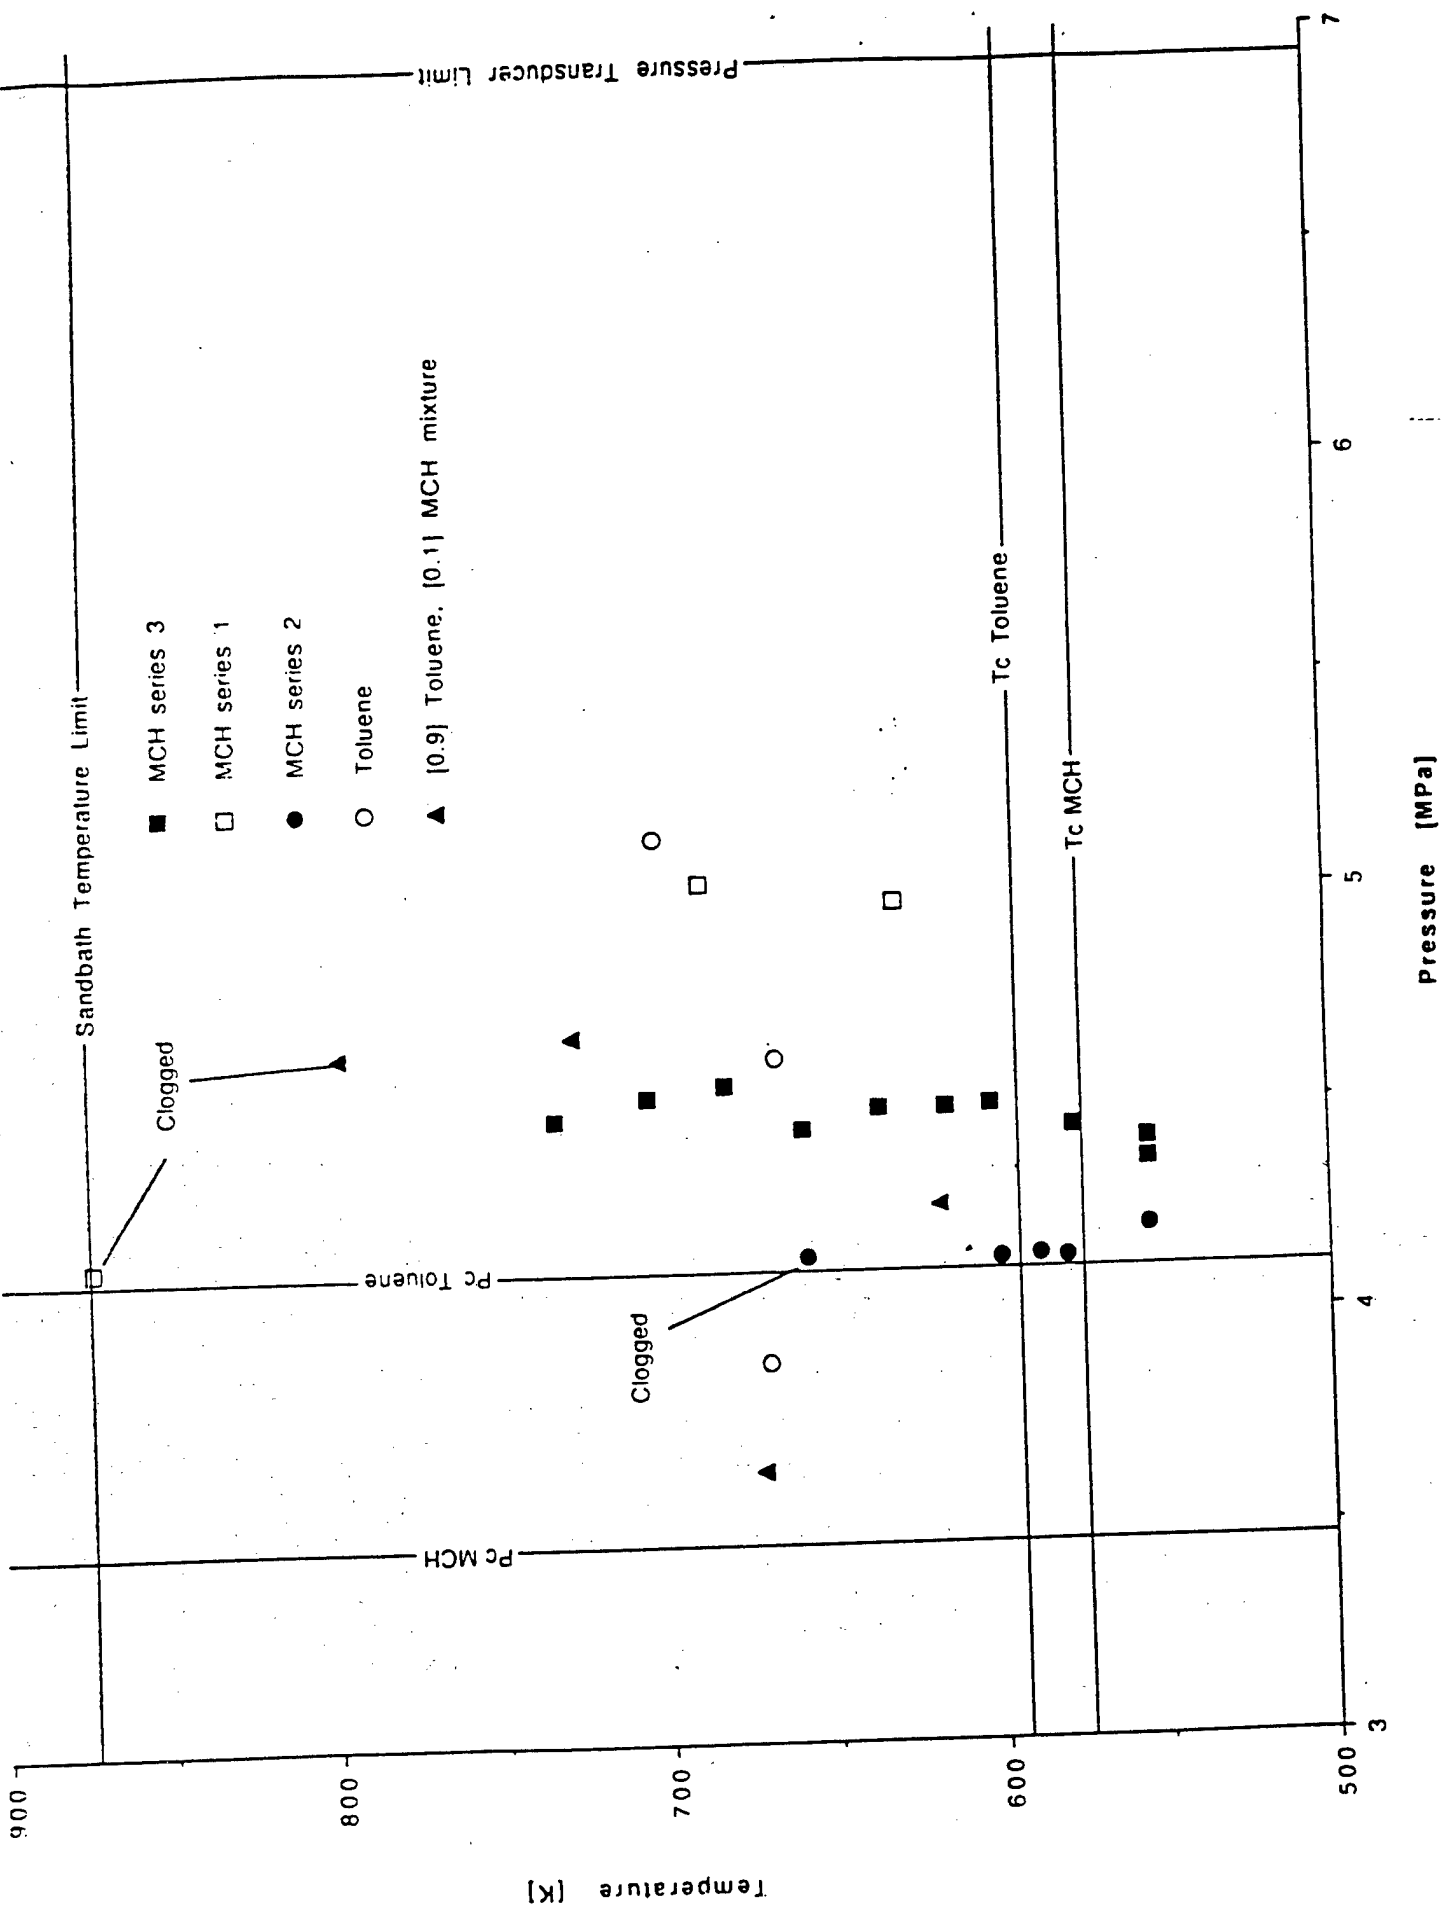 Pressure Transducer Limit
Sandbath Temperature Limit
■ MCH series 3
□ MCH series 1
● MCH series 2
○ Toluene
▲ [0.9] Toluene, [0.1] MCH mixture
Clogged
Clogged
Tc Toluene
Tc MCH
Pc Toluene
Pc MCH
900
800
700
600
500
Temperature [K]
3
4
5
6
7
Pressure [MPa]